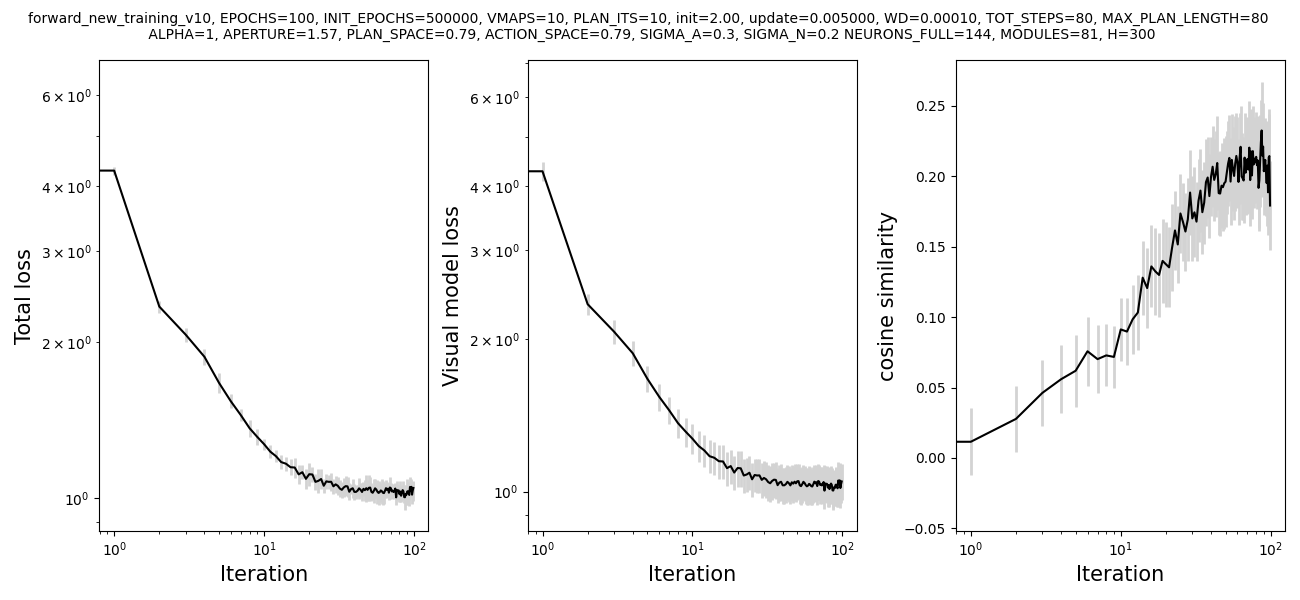 forward_new_training_v10, EPOCHS=100, INIT_EPOCHS=500000, VMAPS=10, PLAN_ITS=10, init=2.00, update=0.005000, WD=0.00010, TOT_STEPS=80, MAX_PLAN_LENGTH=80
ALPHA=1, APERTURE=1.57, PLAN_SPACE=0.79, ACTION_SPACE=0.79, SIGMA_A=0.3, SIGMA_N=0.2 NEURONS_FULL=144, MODULES=81, H=300
Total loss
6 × 10⁰
4 × 10⁰
3 × 10⁰
2 × 10⁰
10⁰
10⁰ 10¹ 10²
Iteration
Visual model loss
6 × 10⁰
4 × 10⁰
3 × 10⁰
2 × 10⁰
10⁰
10⁰ 10¹ 10²
Iteration
cosine similarity
0.25
0.20
0.15
0.10
0.05
0.00
−0.05
10⁰ 10¹ 10²
Iteration